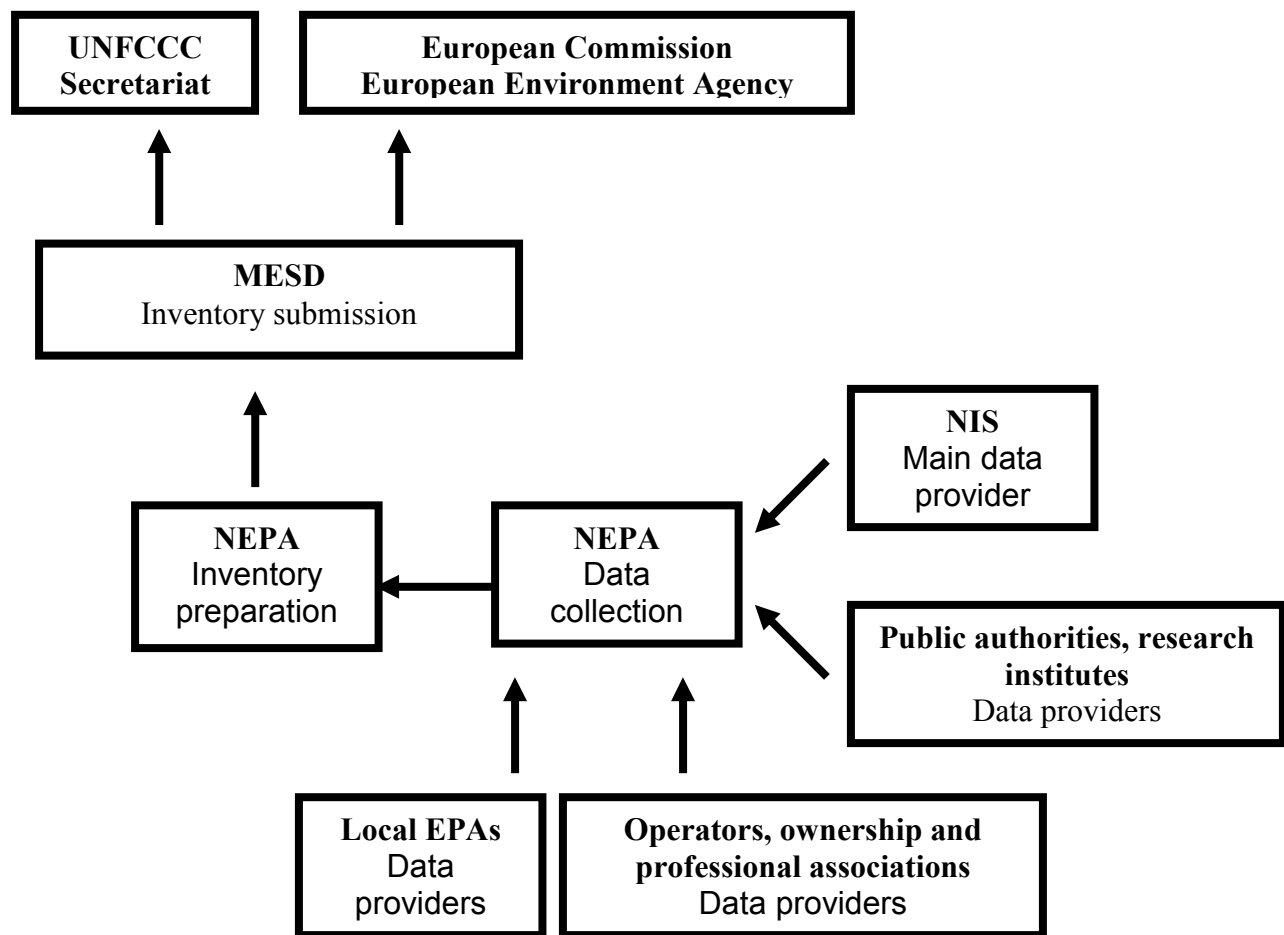 UNFCCC
Secretariat
European Commission
European Environment Agency
MESD
Inventory submission
NIS
Main data
provider
NEPA
Inventory
preparation
NEPA
Data
collection
Public authorities, research
institutes
Data providers
Local EPAs
Data
providers
Operators, ownership and
professional associations
Data providers